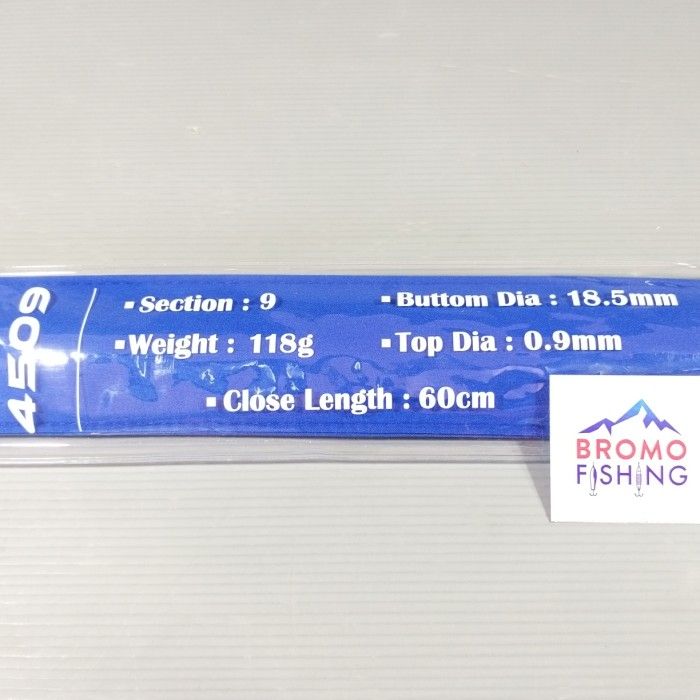 4509
▪Section : 9
▪Buttom Dia : 18.5mm
▪Weight : 118g
▪Top Dia : 0.9mm
▪Close Length : 60cm
BROMO
FISHING